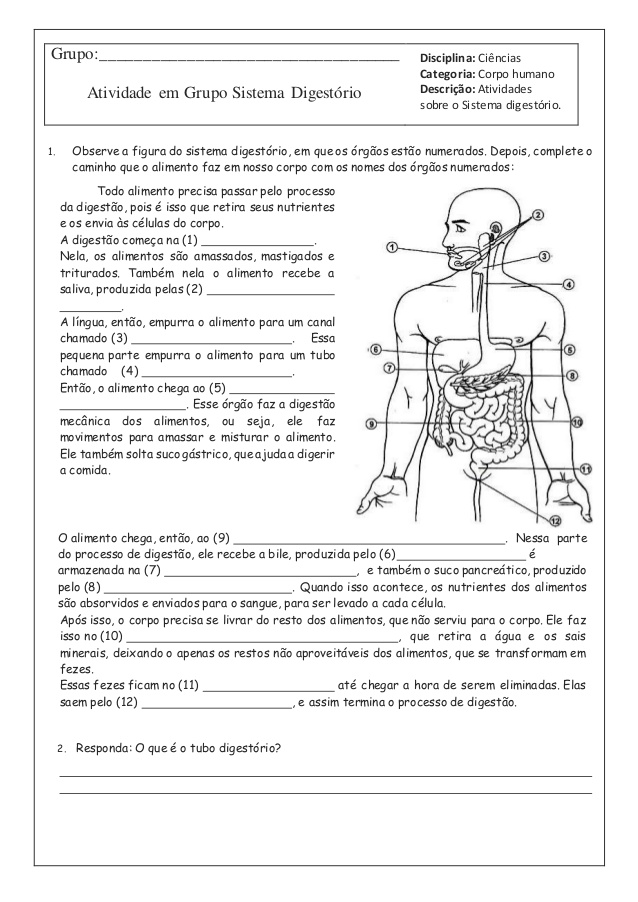 Grupo:___________________________________
Atividade em Grupo Sistema Digestório
Disciplina: Ciências
Categoria: Corpo humano
Descrição: Atividades
sobre o Sistema digestório.
1. Observe a figura do sistema digestório, em que os órgãos estão numerados. Depois, complete o
caminho que o alimento faz em nosso corpo com os nomes dos órgãos numerados:
Todo alimento precisa passar pelo processo
da digestão, pois é isso que retira seus nutrientes
e os envia às células do corpo.
A digestão começa na (1) _________________.
Nela, os alimentos são amassados, mastigados e
triturados. Também nela o alimento recebe a
saliva, produzida pelas (2) ___________________
_________.
A língua, então, empurra o alimento para um canal
chamado (3) ________________________. Essa
pequena parte empurra o alimento para um tubo
chamado (4) ______________________.
Então, o alimento chega ao (5) ________________
___________________. Esse órgão faz a digestão
mecânica dos alimentos, ou seja, ele faz
movimentos para amassar e misturar o alimento.
Ele também solta suco gástrico, que ajuda a digerir
a comida.
1
2
3
4
5
6
7
8
9
10
11
12
O alimento chega, então, ao (9) ________________________________________. Nessa parte
do processo de digestão, ele recebe a bile, produzida pelo (6)___________________ é
armazenada na (7) _____________________________, e também o suco pancreático, produzido
pelo (8) ____________________________. Quando isso acontece, os nutrientes dos alimentos
são absorvidos e enviados para o sangue, para ser levado a cada célula.
Após isso, o corpo precisa se livrar do resto dos alimentos, que não serviu para o corpo. Ele faz
isso no (10) ________________________________________, que retira a água e os sais
minerais, deixando o apenas os restos não aproveitáveis dos alimentos, que se transformam em
fezes.
Essas fezes ficam no (11) ____________________ até chegar a hora de serem eliminadas. Elas
saem pelo (12) ______________________, e assim termina o processo de digestão.
2. Responda: O que é o tubo digestório?
________________________________________________________________________________
________________________________________________________________________________